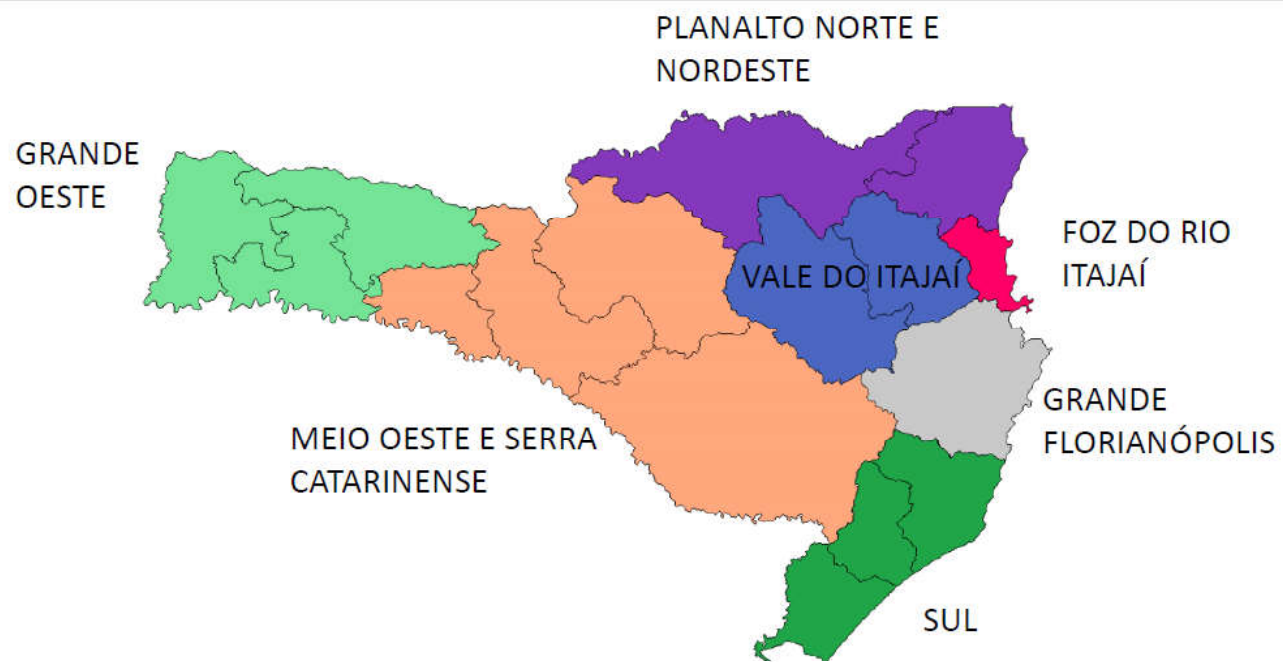 PLANALTO NORTE E
NORDESTE
GRANDE
OESTE
FOZ DO RIO
ITAJAÍ
VALE DO ITAJAÍ
GRANDE
FLORIANÓPOLIS
MEIO OESTE E SERRA
CATARINENSE
SUL